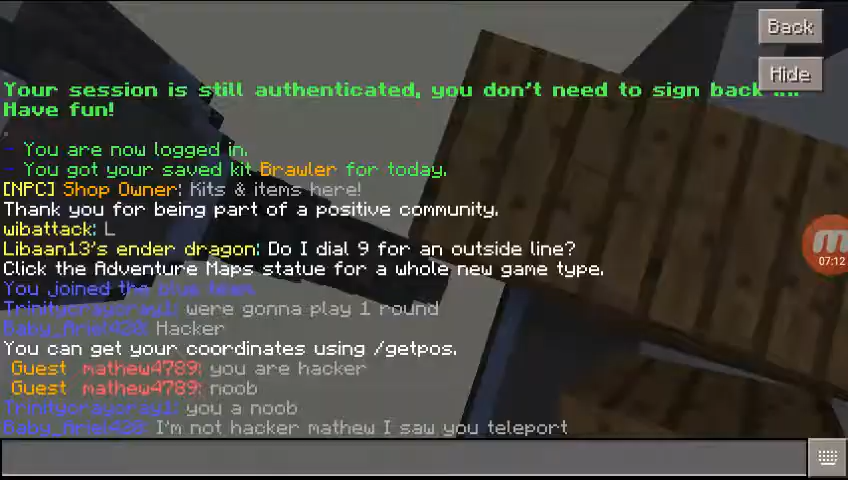 Back
Hide
Your session is still authenticated, you don't need to sign back in.
Have fun!
- You are now logged in.
- You got your saved kit Brawler for today.
[NPC] Shop Owner: Kits & items here!
Thank you for being part of a positive community.
wibattack: L
Libaan13's ender dragon: Do I dial 9 for an outside line?
Click the Adventure Maps statue for a whole new game type.
You joined the blue team.
Trinitycraycray1: were gonna play 1 round
Baby_Ariel420: Hacker
You can get your coordinates using /getpos.
Guest mathew4789: you are hacker
Guest mathew4789: noob
Trinitycraycray1: you a noob
Baby_Ariel420: I'm not hacker mathew I saw you teleport
07:12